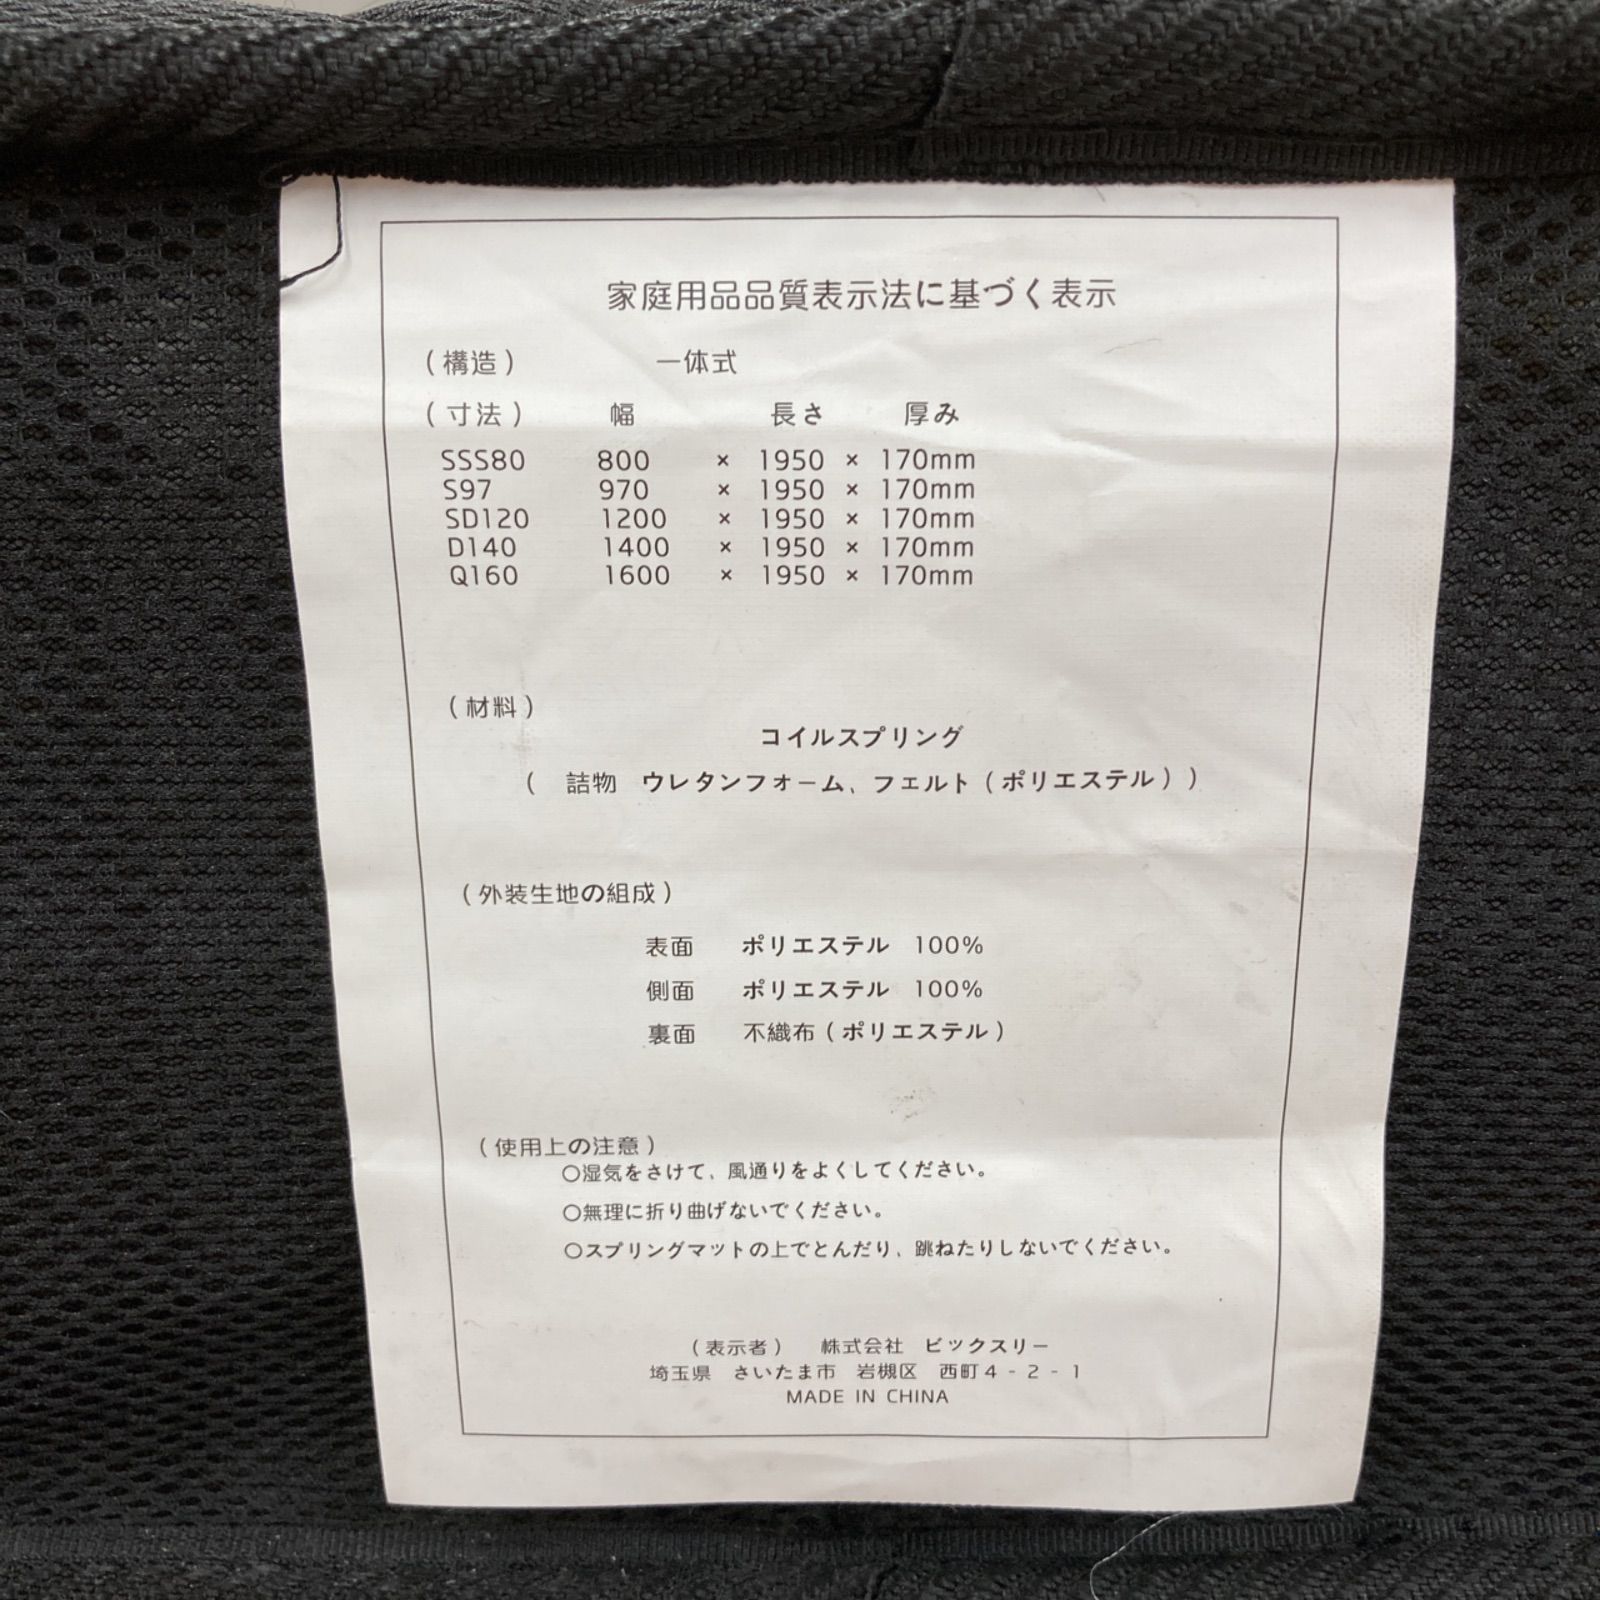 家庭用品品質表示法に基づく表示
(構造) 一体式
(寸法) 幅 長さ 厚み
SSS80 800 × 1950 × 170mm
S97 970 × 1950 × 170mm
SD120 1200 × 1950 × 170mm
D140 1400 × 1950 × 170mm
Q160 1600 × 1950 × 170mm
(材料)
コイルスプリング
( 詰物 ウレタンフォーム、フェルト(ポリエステル))
(外装生地の組成)
表面 ポリエステル 100%
側面 ポリエステル 100%
裏面 不織布(ポリエステル)
(使用上の注意)
○湿気をさけて、風通りをよくしてください。
○無理に折り曲げないでください。
○スプリングマットの上でとんだり、跳ねたりしないでください。
(表示者) 株式会社 ビックスリー
埼玉県 さいたま市 岩槻区 西町4-2-1
MADE IN CHINA